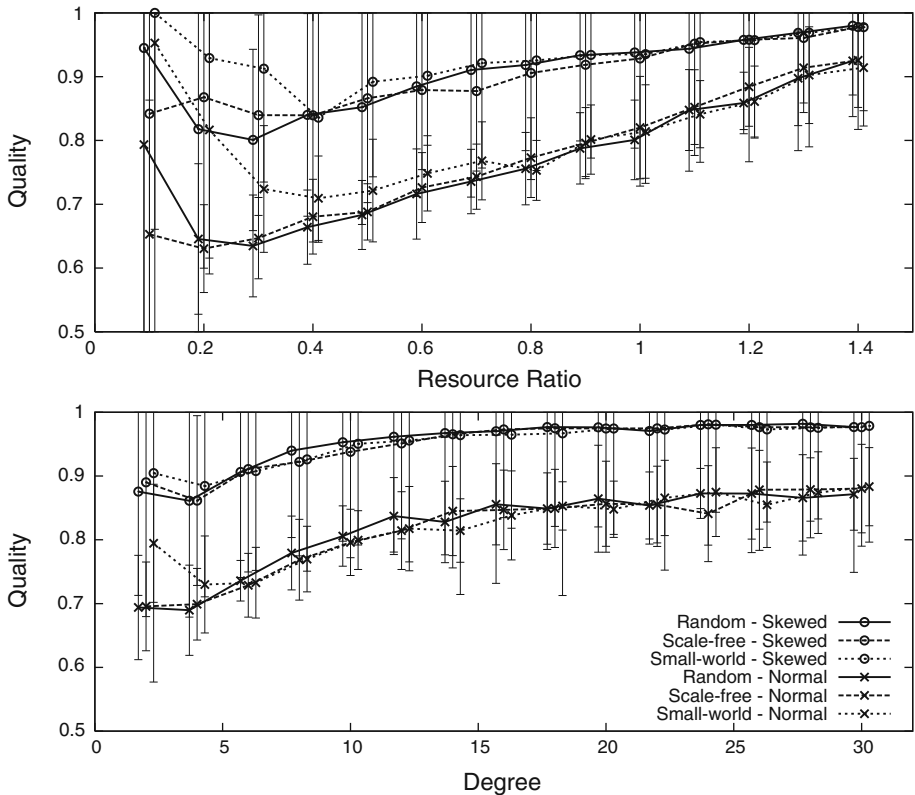 1
0.9
0.8
0.7
0.6
0.5
Quality
0 0.2 0.4 0.6 0.8 1 1.2 1.4
Resource Ratio
1
0.9
0.8
0.7
0.6
0.5
Quality
Random - Skewed
Scale-free - Skewed
Small-world - Skewed
Random - Normal
Scale-free - Normal
Small-world - Normal
0 5 10 15 20 25 30
Degree